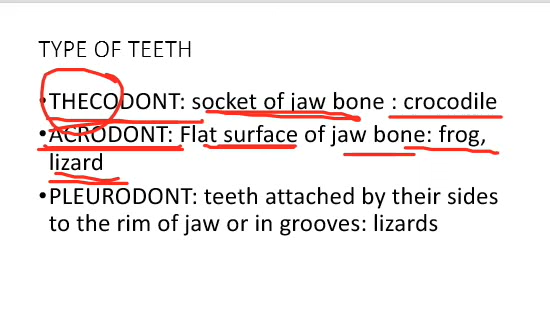 TYPE OF TEETH
•THECODONT: socket of jaw bone : crocodile
•ACRODONT: Flat surface of jaw bone: frog,
lizard
•PLEURODONT: teeth attached by their sides
to the rim of jaw or in grooves: lizards